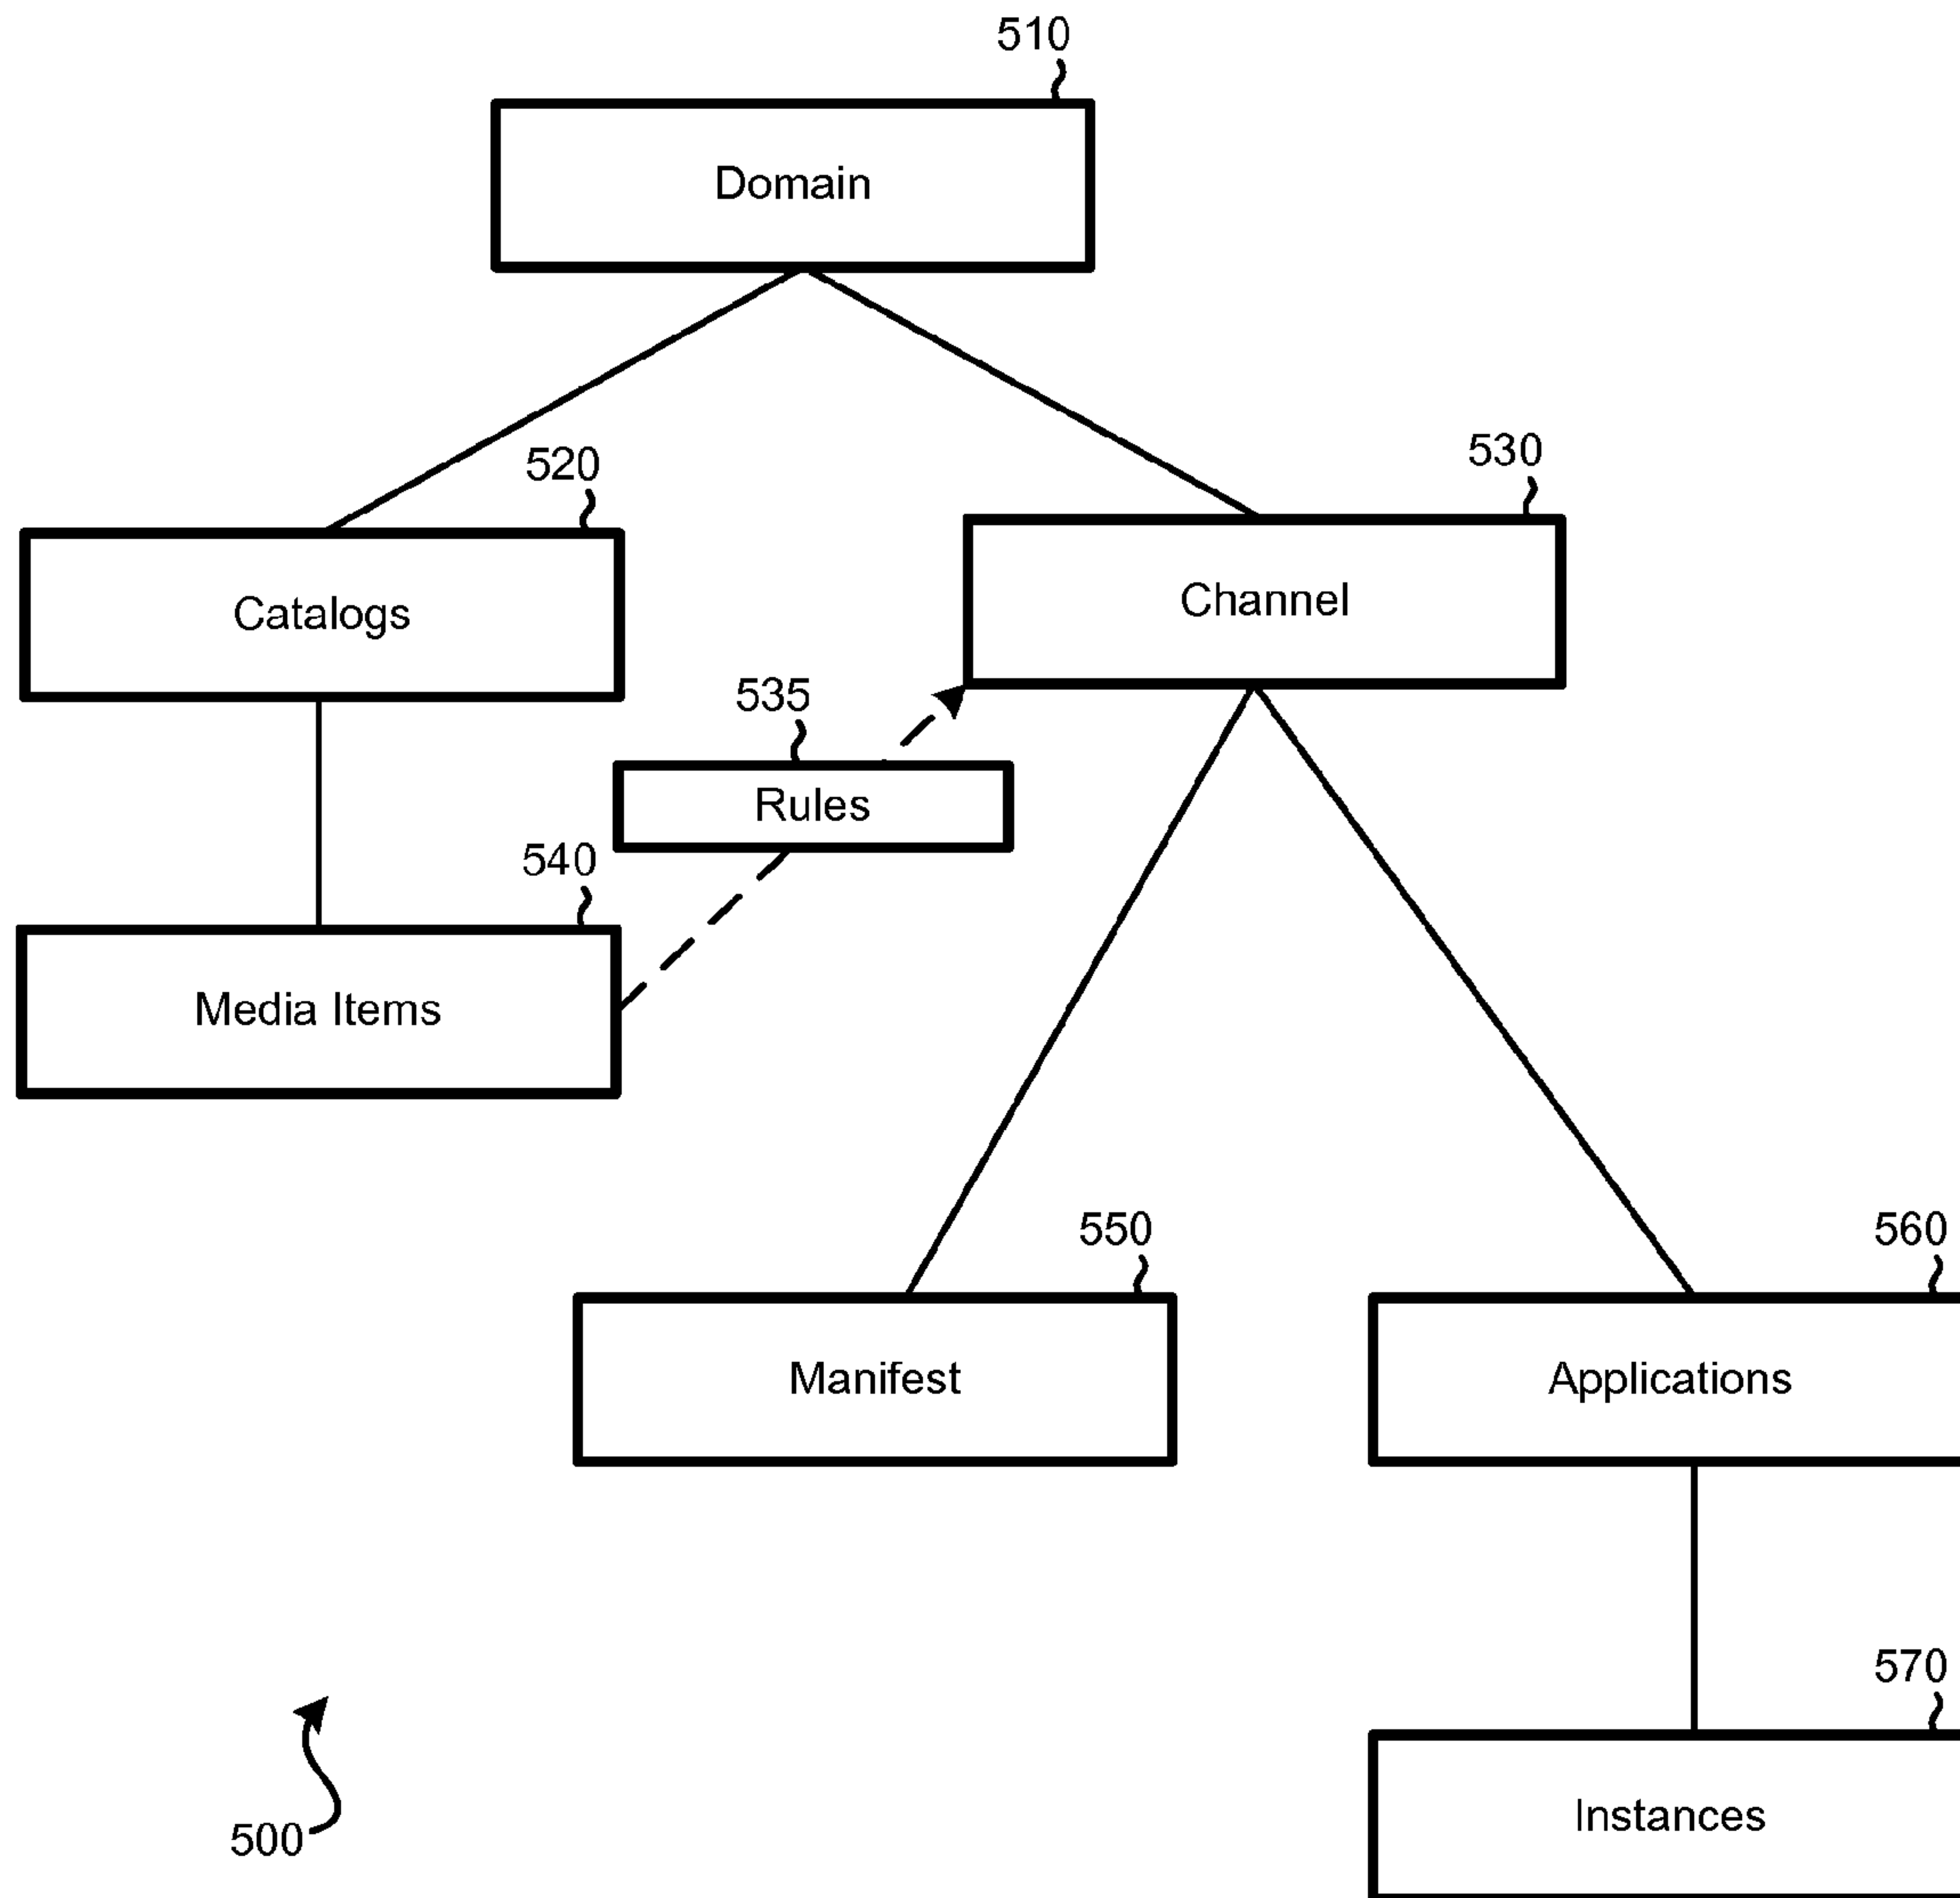 510
Domain
520
530
Catalogs
Channel
535
Rules
540
Media Items
550
560
Manifest
Applications
570
Instances
500